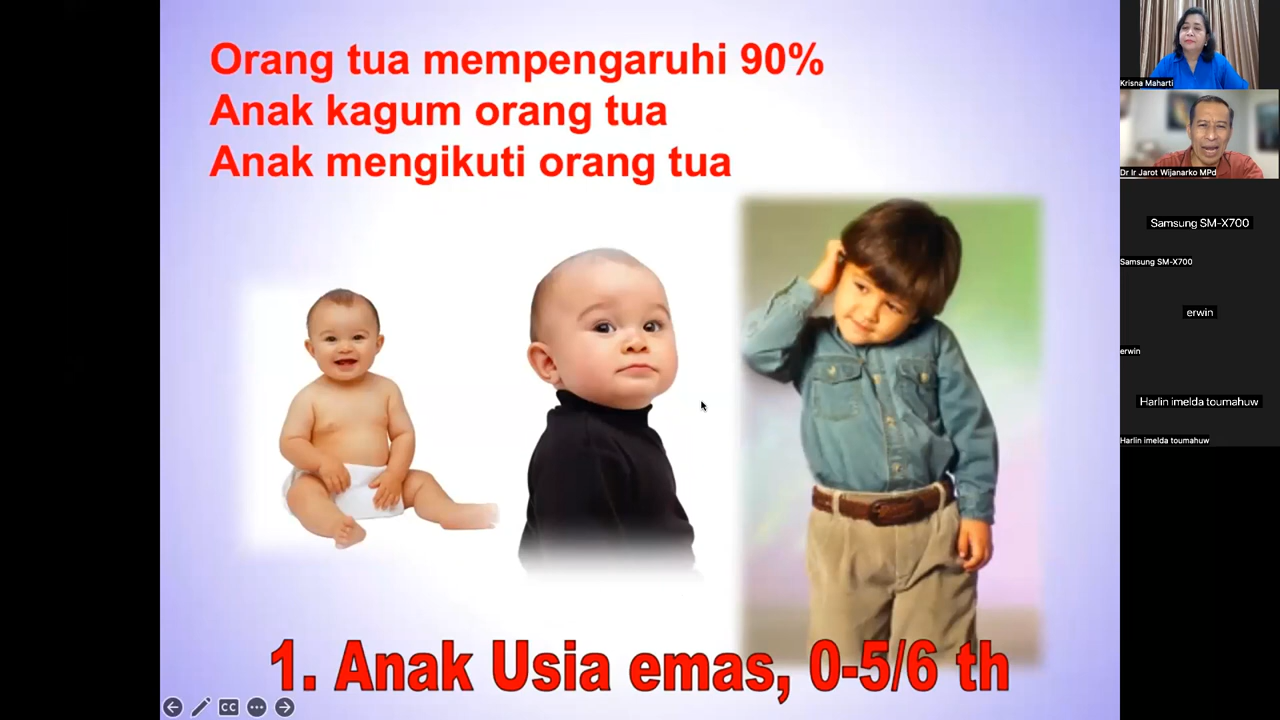 Orang tua mempengaruhi 90%
Anak kagum orang tua
Anak mengikuti orang tua
1. Anak Usia emas, 0-5/6 th
CC
Krisna Maharti
Dr Ir Jarot Wijanarko MPd
Samsung SM-X700
Samsung SM-X700
erwin
erwin
Harlin imelda toumahuw
Harlin imelda toumahuw